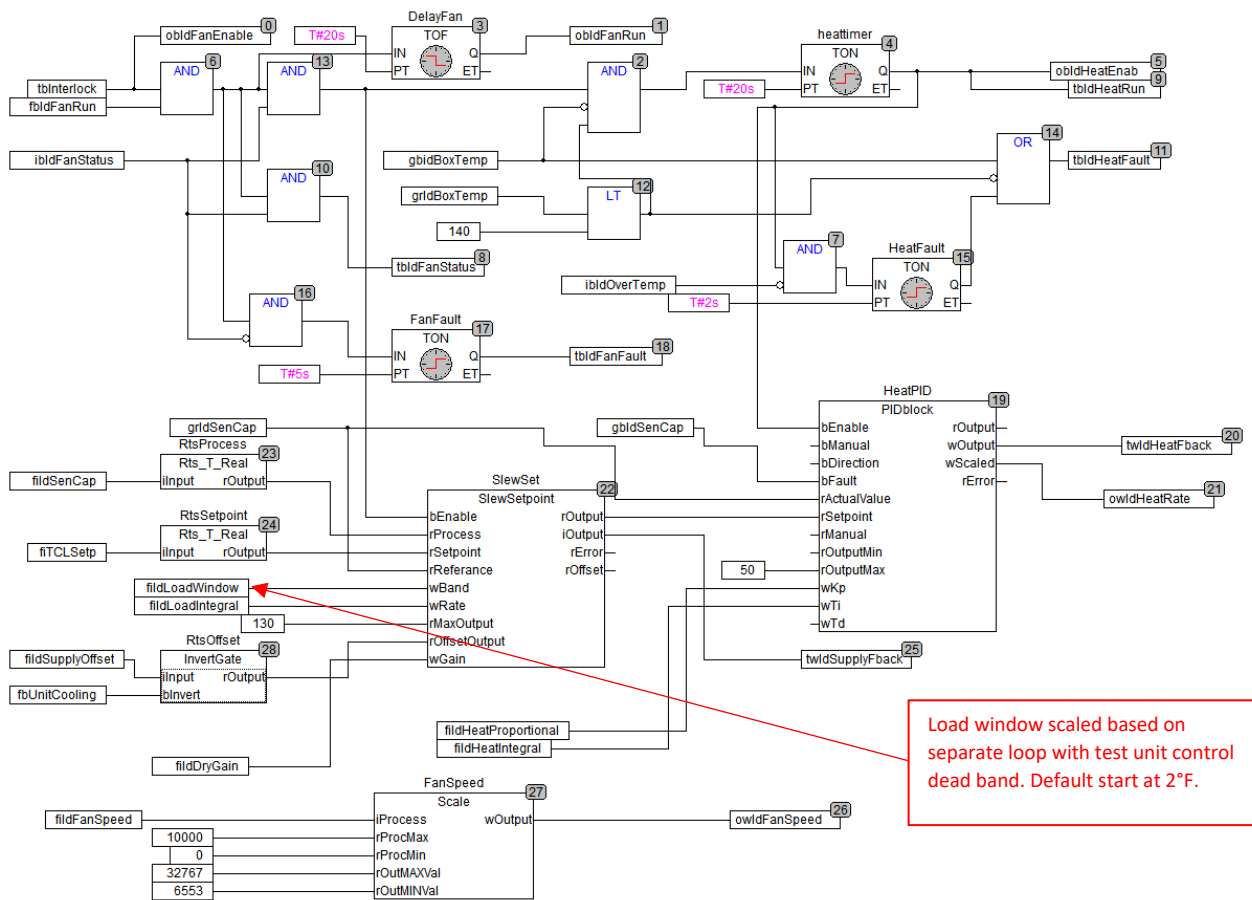 DelayFan
0
3
1
obIdFanEnable
T#20s
TOF
obIdFanRun
heattimer
4
IN
Q
PT
ET
TON
6
AND
13
AND
2
AND
IN
Q
5
obIdHeatEnab
9
tbInterlock
T#20s
PT
ET
tbIdHeatRun
fbIdFanRun
14
OR
ibIdFanStatus
10
AND
gbidBoxTemp
11
tbIdHeatFault
12
LT
grIdBoxTemp
140
7
AND
HeatFault
15
TON
8
tbIdFanStatus
ibIdOverTemp
IN
Q
T#2s
PT
ET
16
AND
FanFault
17
TON
18
IN
Q
tbIdFanFault
T#5s
PT
ET
HeatPID
19
PIDblock
grIdSenCap
gbIdSenCap
bEnable
rOutput
20
RtsProcess
23
Rts_T_Real
bManual
wOutput
twIdHeatFback
bDirection
wScaled
fiIdSenCap
iInput
rOutput
SlewSet
22
bFault
rError
21
SlewSetpoint
rActualValue
owIdHeatRate
RtsSetpoint
24
Rts_T_Real
bEnable
rOutput
rSetpoint
rProcess
iOutput
rManual
fiTCLSetp
iInput
rOutput
rSetpoint
rError
rOutputMin
rReferance
rOffset
50
rOutputMax
fiIdLoadWindow
wBand
wKp
fiIdLoadIntegral
wRate
wTi
130
rMaxOutput
wTd
RtsOffset
28
rOffsetOutput
25
fiIdSupplyOffset
InvertGate
wGain
twIdSupplyFback
iInput
rOutput
fbUnitCooling
bInvert
Load window scaled based on
separate loop with test unit control
dead band. Default start at 2°F.
fiIdHeatProportional
fiIdHeatIntegral
fiIdDryGain
FanSpeed
27
Scale
26
fiIdFanSpeed
iProcess
wOutput
owIdFanSpeed
10000
rProcMax
0
rProcMin
32767
rOutMAXVal
6553
rOutMINVal